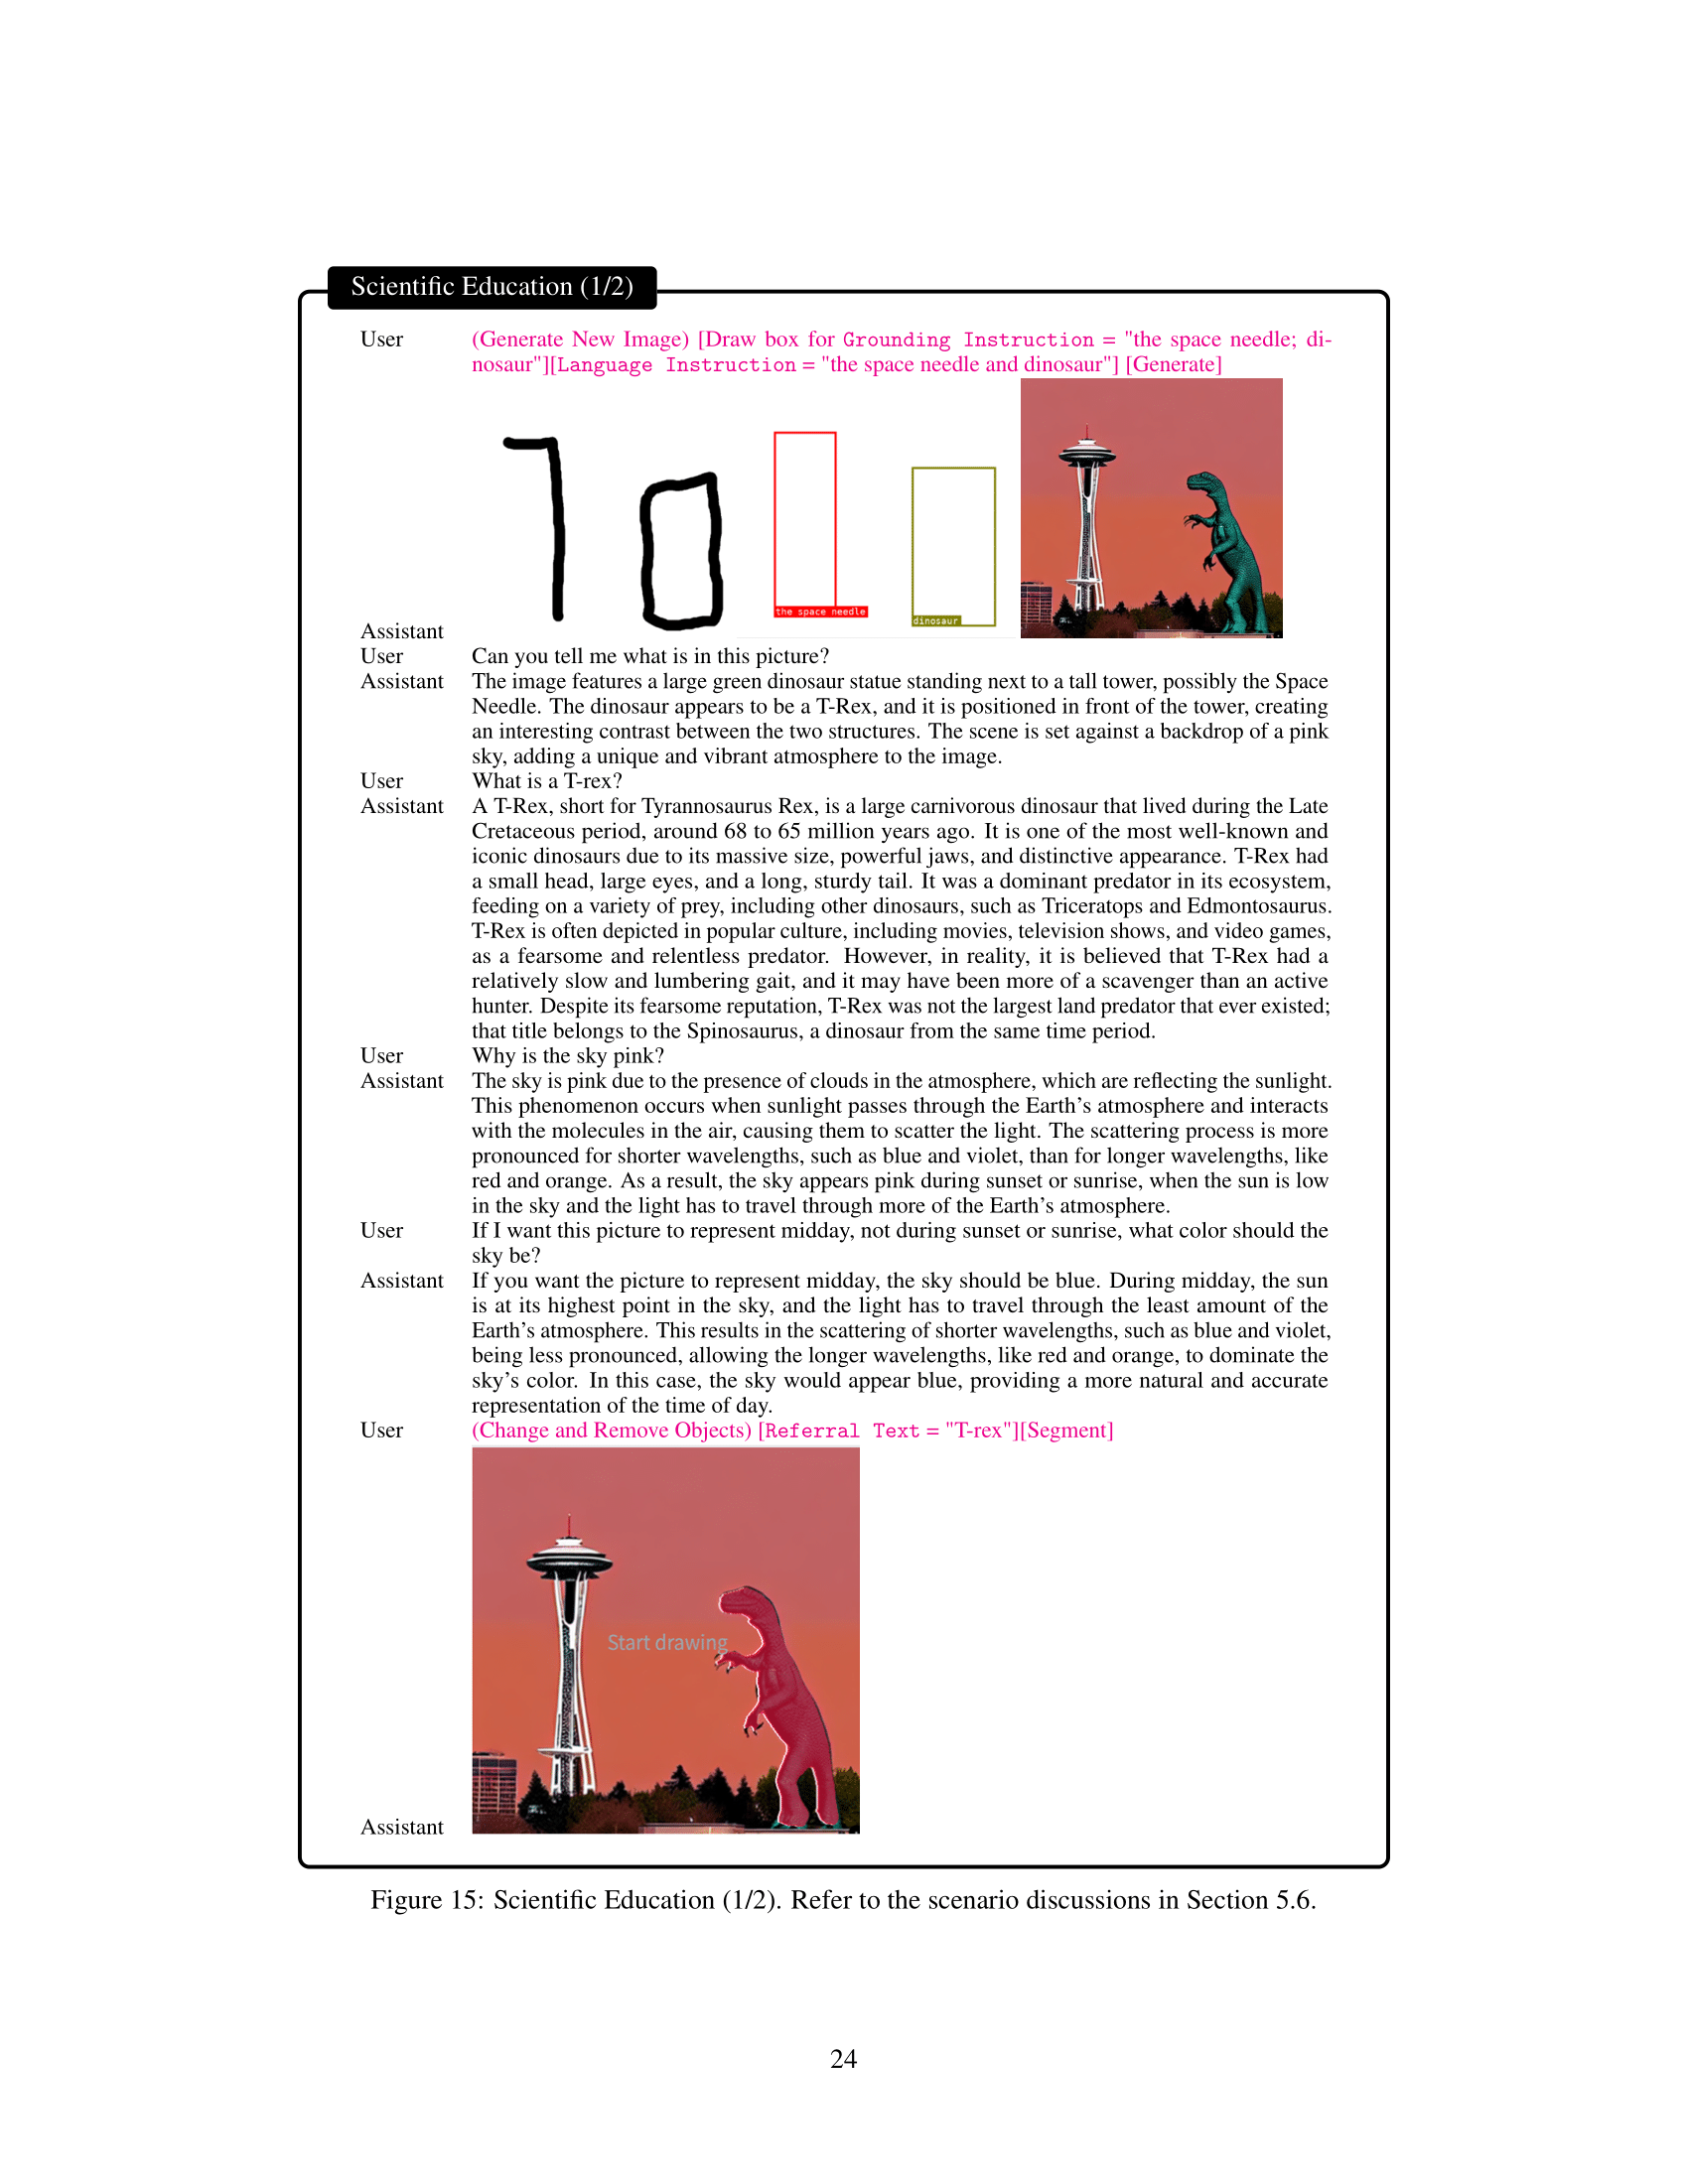 Scientific Education (1/2)
User (Generate New Image) [Draw box for Grounding Instruction = "the space needle; di-
nosaur"][Language Instruction = "the space needle and dinosaur"] [Generate]
the space needle
dinosaur
Assistant
User Can you tell me what is in this picture?
Assistant The image features a large green dinosaur statue standing next to a tall tower, possibly the Space
Needle. The dinosaur appears to be a T-Rex, and it is positioned in front of the tower, creating
an interesting contrast between the two structures. The scene is set against a backdrop of a pink
sky, adding a unique and vibrant atmosphere to the image.
User What is a T-rex?
Assistant A T-Rex, short for Tyrannosaurus Rex, is a large carnivorous dinosaur that lived during the Late
Cretaceous period, around 68 to 65 million years ago. It is one of the most well-known and
iconic dinosaurs due to its massive size, powerful jaws, and distinctive appearance. T-Rex had
a small head, large eyes, and a long, sturdy tail. It was a dominant predator in its ecosystem,
feeding on a variety of prey, including other dinosaurs, such as Triceratops and Edmontosaurus.
T-Rex is often depicted in popular culture, including movies, television shows, and video games,
as a fearsome and relentless predator. However, in reality, it is believed that T-Rex had a
relatively slow and lumbering gait, and it may have been more of a scavenger than an active
hunter. Despite its fearsome reputation, T-Rex was not the largest land predator that ever existed;
that title belongs to the Spinosaurus, a dinosaur from the same time period.
User Why is the sky pink?
Assistant The sky is pink due to the presence of clouds in the atmosphere, which are reflecting the sunlight.
This phenomenon occurs when sunlight passes through the Earth's atmosphere and interacts
with the molecules in the air, causing them to scatter the light. The scattering process is more
pronounced for shorter wavelengths, such as blue and violet, than for longer wavelengths, like
red and orange. As a result, the sky appears pink during sunset or sunrise, when the sun is low
in the sky and the light has to travel through more of the Earth's atmosphere.
User If I want this picture to represent midday, not during sunset or sunrise, what color should the
sky be?
Assistant If you want the picture to represent midday, the sky should be blue. During midday, the sun
is at its highest point in the sky, and the light has to travel through the least amount of the
Earth's atmosphere. This results in the scattering of shorter wavelengths, such as blue and violet,
being less pronounced, allowing the longer wavelengths, like red and orange, to dominate the
sky's color. In this case, the sky would appear blue, providing a more natural and accurate
representation of the time of day.
User (Change and Remove Objects) [Referral Text = "T-rex"][Segment]
Start drawing
Assistant
Figure 15: Scientific Education (1/2). Refer to the scenario discussions in Section 5.6.
24